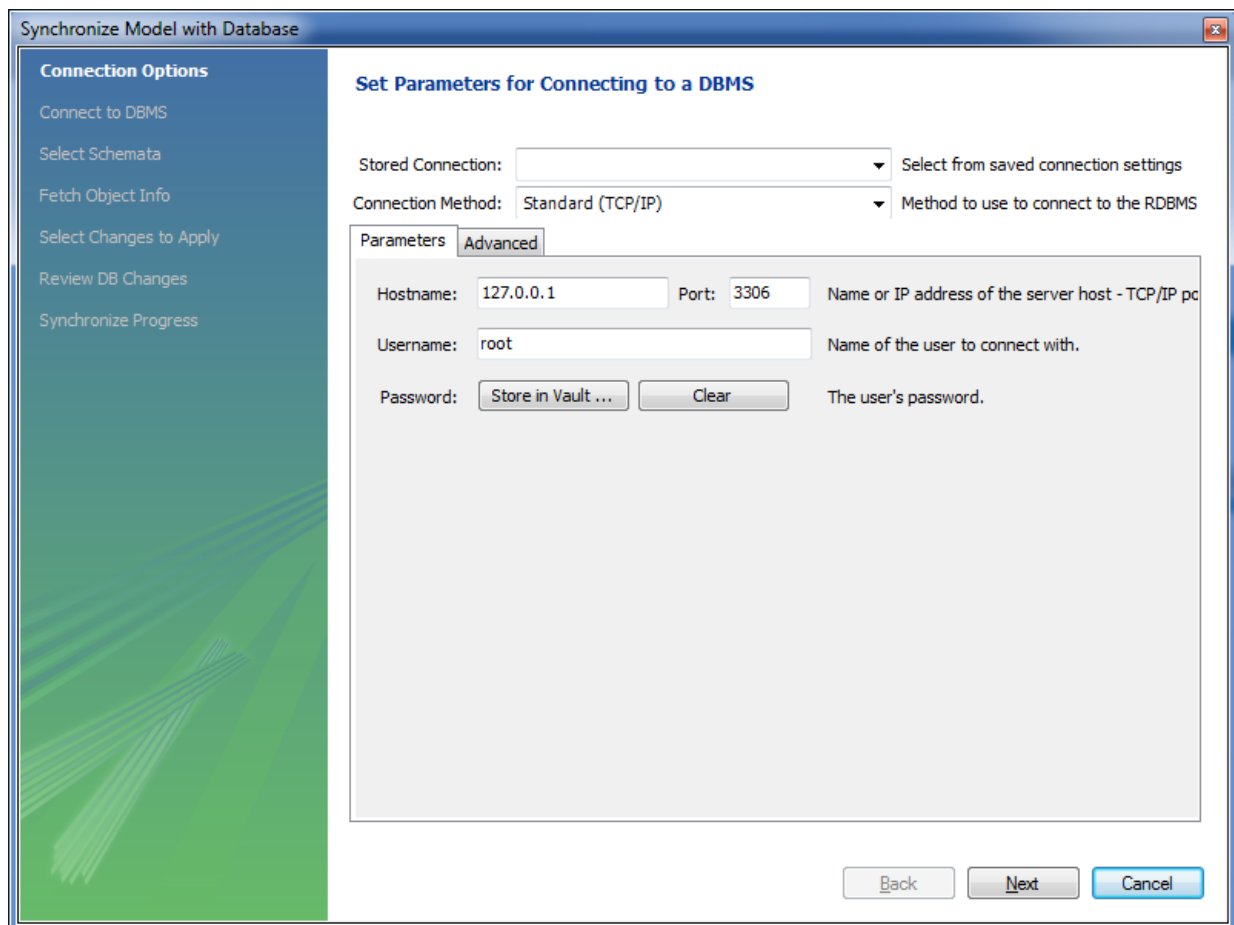 Synchronize Model with Database
Connection Options
Connect to DBMS
Select Schemata
Fetch Object Info
Select Changes to Apply
Review DB Changes
Synchronize Progress
Set Parameters for Connecting to a DBMS
Stored Connection: Select from saved connection settings
Connection Method: Standard (TCP/IP) Method to use to connect to the RDBMS
Parameters Advanced
Hostname: 127.0.0.1 Port: 3306 Name or IP address of the server host - TCP/IP po
Username: root Name of the user to connect with.
Password: Store in Vault ... Clear The user's password.
Back Next Cancel